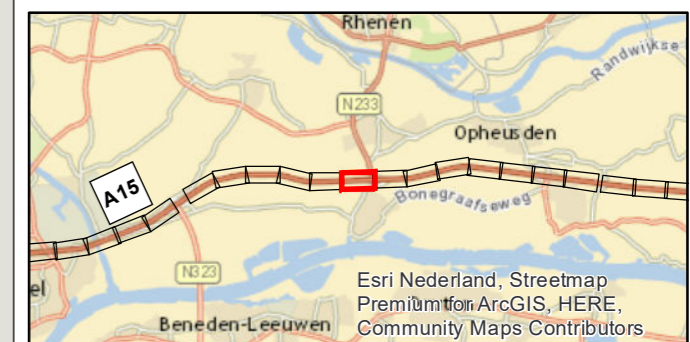 Rhenen
Randwijkse
N233
Opheusden
A15
Bonegraafseweg
N323
el
Esri Nederland, Streetmap
Premium for ArcGIS, HERE,
Beneden-Leeuwen
Community Maps Contributors